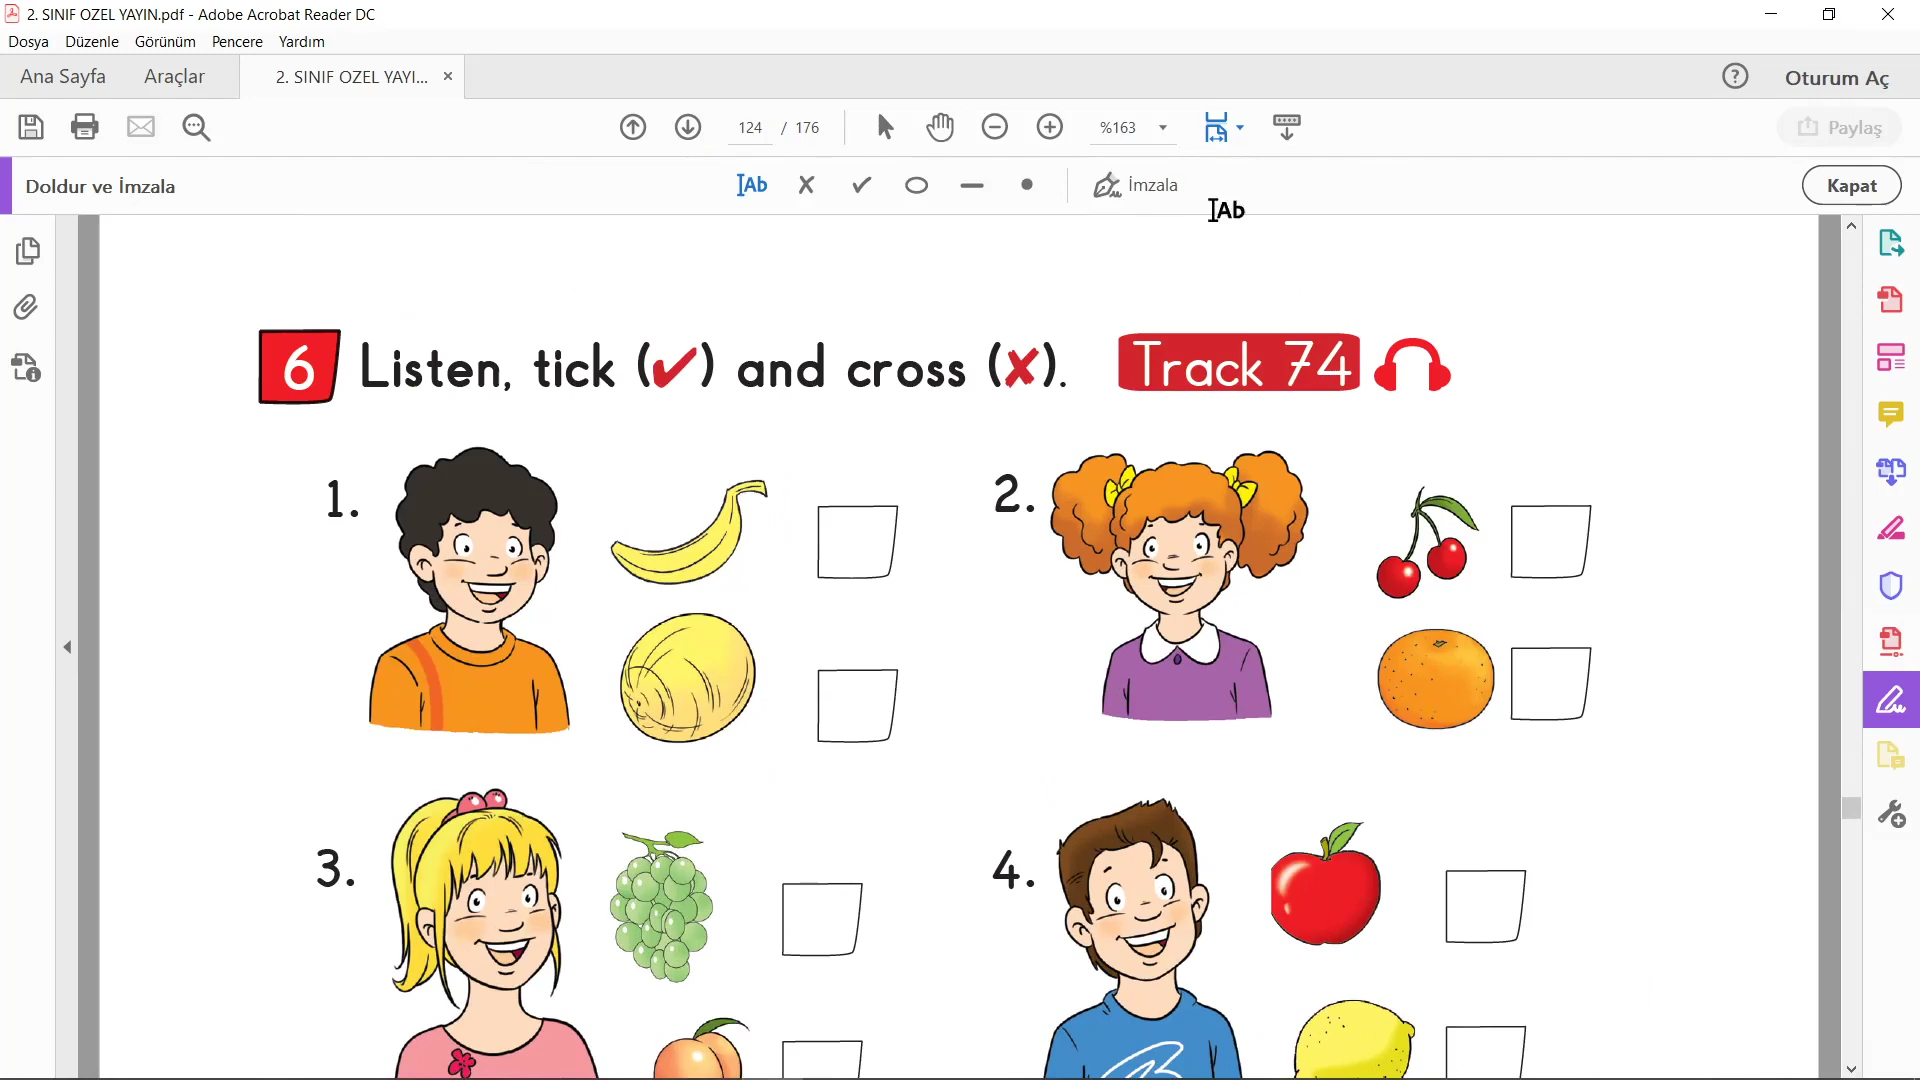 2. SINIF OZEL YAYIN.pdf - Adobe Acrobat Reader DC
Dosya Düzenle Görünüm Pencere Yardım
Ana Sayfa Araçlar 2. SINIF OZEL YAYI... × Oturum Aç
124 / 176 %163 Paylaş
Doldur ve İmzala Ab İmzala Kapat
Ab
6 Listen, tick (✓) and cross (✗). Track 74
1. 2.
3. 4.